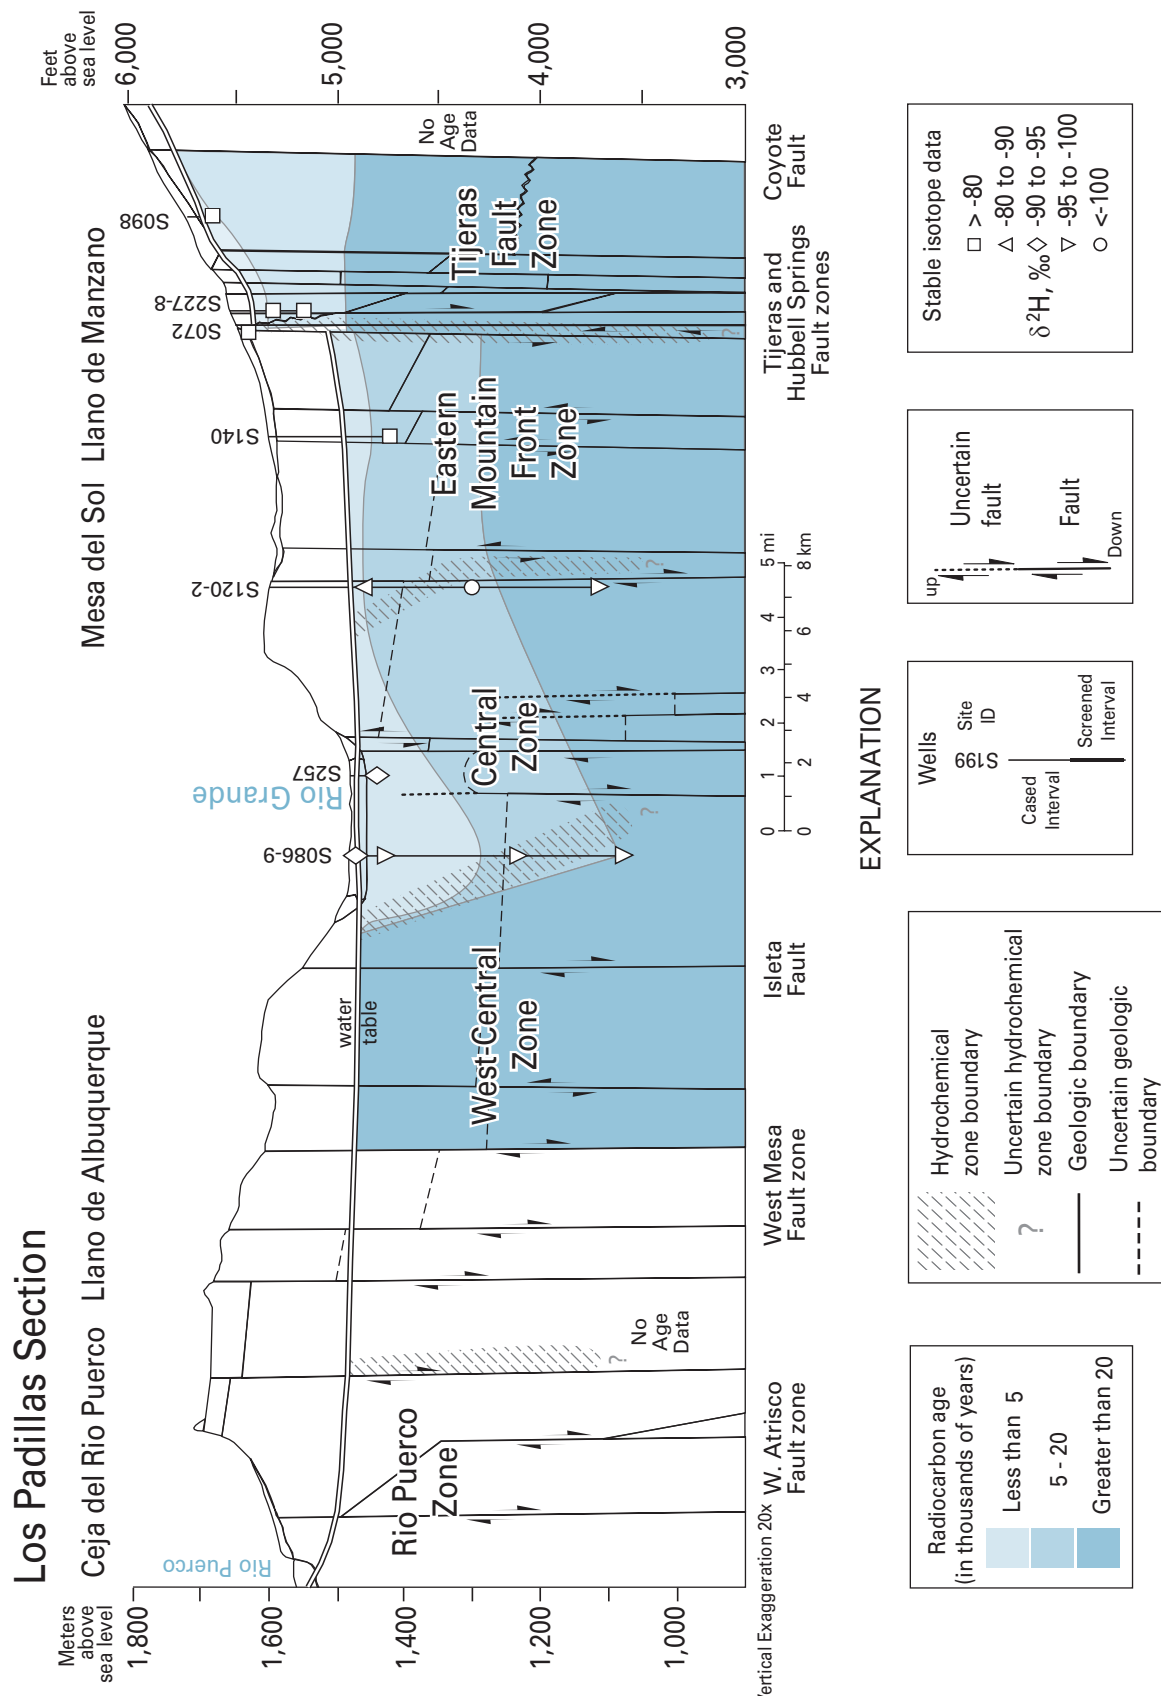 Los Padillas Section
Ceja del Rio Puerco
Llano de Albuquerque
Mesa del Sol
Llano de Manzano
Meters
above
sea level
1,800
1,600
1,400
1,200
1,000
Feet
above
sea level
6,000
5,000
4,000
3,000
Rio Puerco
Rio Grande
S086-9
S257
S120-2
S140
S072
S227-8
S098
water
table
Rio Puerco
Zone
West-Central
Zone
Central
Zone
Eastern
Mountain
Front
Zone
Tijeras
Fault
Zone
No
Age
Data
No
Age
Data
?
?
?
?
Vertical Exaggeration 20x
W. Atrisco
Fault zone
West Mesa
Fault zone
Isleta
Fault
Tijeras and
Hubbell Springs
Fault zones
Coyote
Fault
0 1 2 3 4 5 mi
0 2 4 6 8 km
EXPLANATION
Radiocarbon age
(in thousands of years)
Less than 5
5 - 20
Greater than 20
Hydrochemical
zone boundary
?
Uncertain hydrochemical
zone boundary
Geologic boundary
Uncertain geologic
boundary
Wells
S199
Site
ID
Cased
Interval
Screened
Interval
up
Uncertain
fault
Fault
Down
Stable isotope data
δ ²H, ‰
> -80
-80 to -90
-90 to -95
-95 to -100
<-100